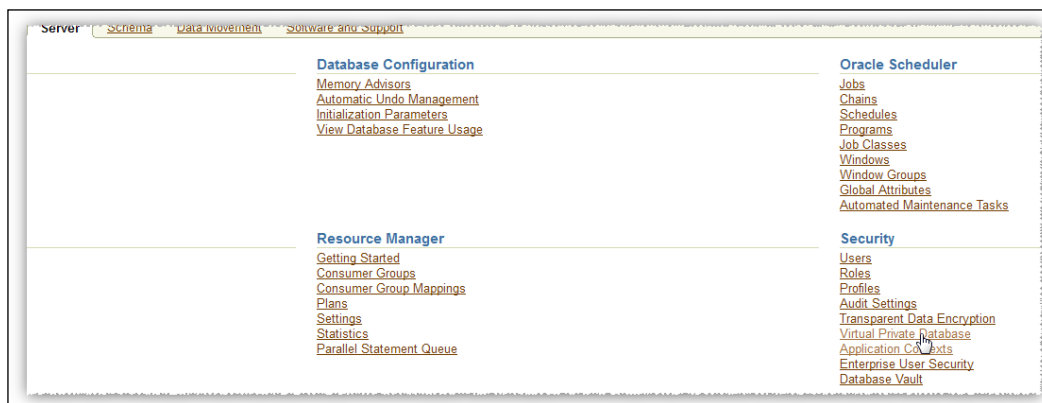 Server Schema Data Movement Software and Support
Database Configuration
Memory Advisors
Automatic Undo Management
Initialization Parameters
View Database Feature Usage
Oracle Scheduler
Jobs
Chains
Schedules
Programs
Job Classes
Windows
Window Groups
Global Attributes
Automated Maintenance Tasks
Resource Manager
Getting Started
Consumer Groups
Consumer Group Mappings
Plans
Settings
Statistics
Parallel Statement Queue
Security
Users
Roles
Profiles
Audit Settings
Transparent Data Encryption
Virtual Private Database
Application Contexts
Enterprise User Security
Database Vault